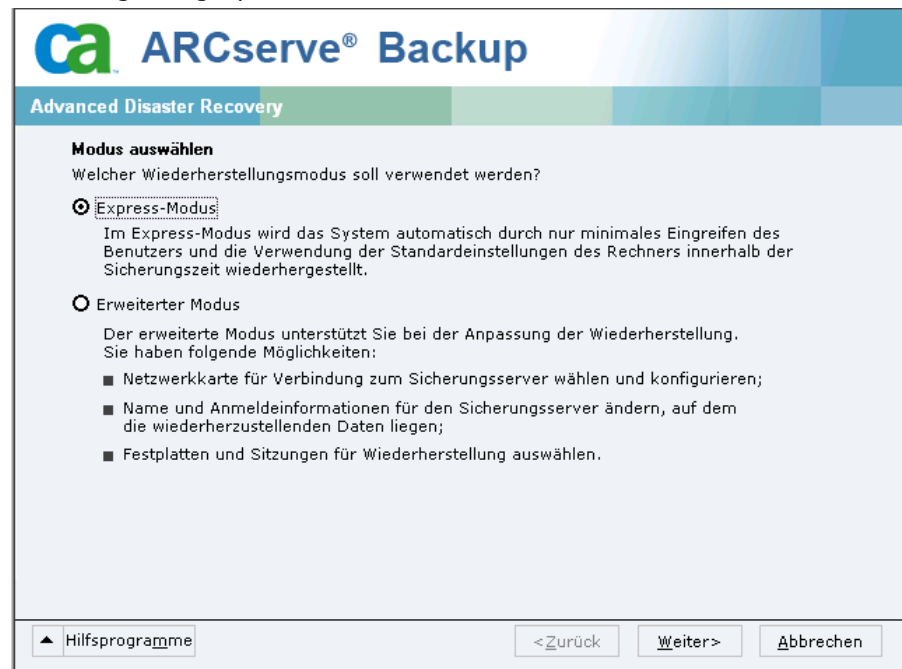 ca ARCserve® Backup
Advanced Disaster Recovery
Modus auswählen
Welcher Wiederherstellungsmodus soll verwendet werden?
Express-Modus
Im Express-Modus wird das System automatisch durch nur minimales Eingreifen des
Benutzers und die Verwendung der Standardeinstellungen des Rechners innerhalb der
Sicherungszeit wiederhergestellt.
Erweiterter Modus
Der erweiterte Modus unterstützt Sie bei der Anpassung der Wiederherstellung.
Sie haben folgende Möglichkeiten:
■ Netzwerkkarte für Verbindung zum Sicherungsserver wählen und konfigurieren;
■ Name und Anmeldeinformationen für den Sicherungsserver ändern, auf dem
die wiederherzustellenden Daten liegen;
■ Festplatten und Sitzungen für Wiederherstellung auswählen.
Hilfsprogramme <Zurück Weiter> Abbrechen